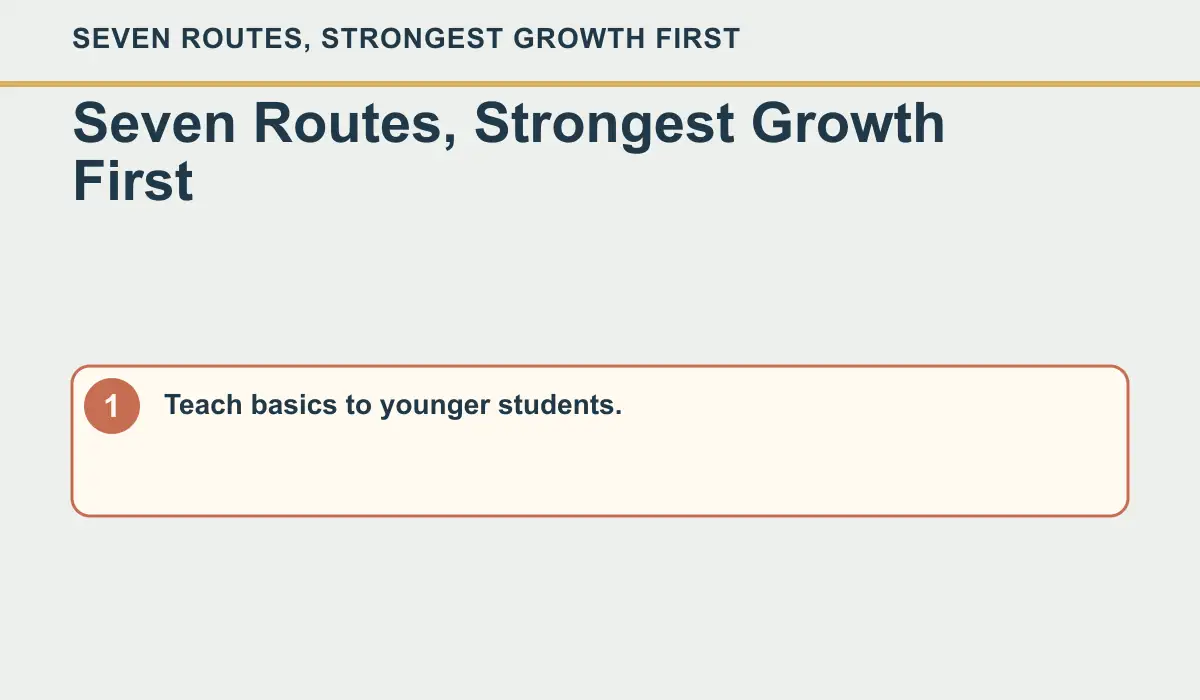 SEVEN ROUTES, STRONGEST GROWTH FIRST
Seven Routes, Strongest Growth
First
1
Teach basics to younger students.